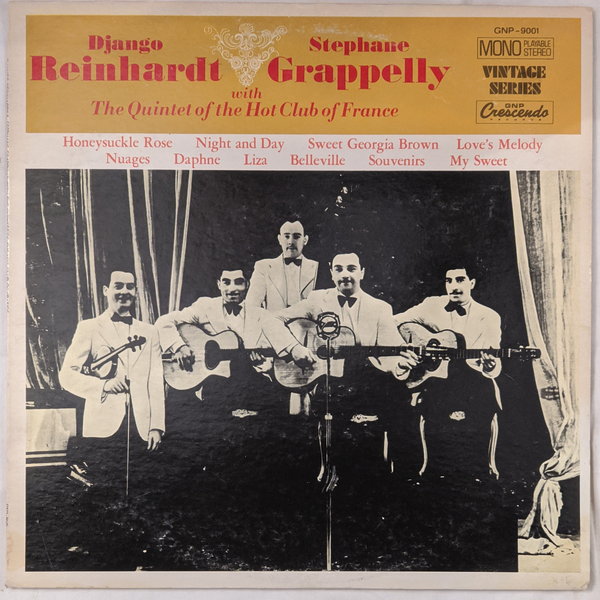 GNP-9001
Django Stephane
Reinhardt Grappelly
with
The Quintet of the Hot Club of France
MONO PLAYABLE STEREO
VINTAGE
SERIES
GNP
Crescendo
RECORDS
Honeysuckle Rose Night and Day Sweet Georgia Brown Love's Melody
Nuages Daphne Liza Belleville Souvenirs My Sweet